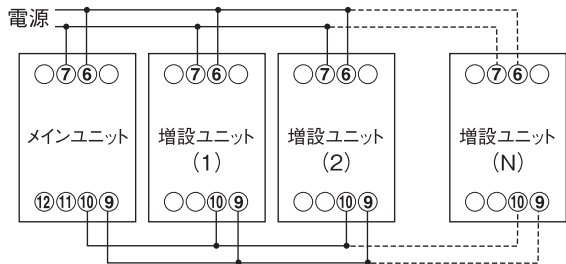 電源
⑦⑥ ⑦⑥ ⑦⑥ ⑦⑥
メインユニット 増設ユニット (1) 増設ユニット (2) 増設ユニット (N)
⑫⑪⑩⑨ ⑩⑨ ⑩⑨ ⑩⑨